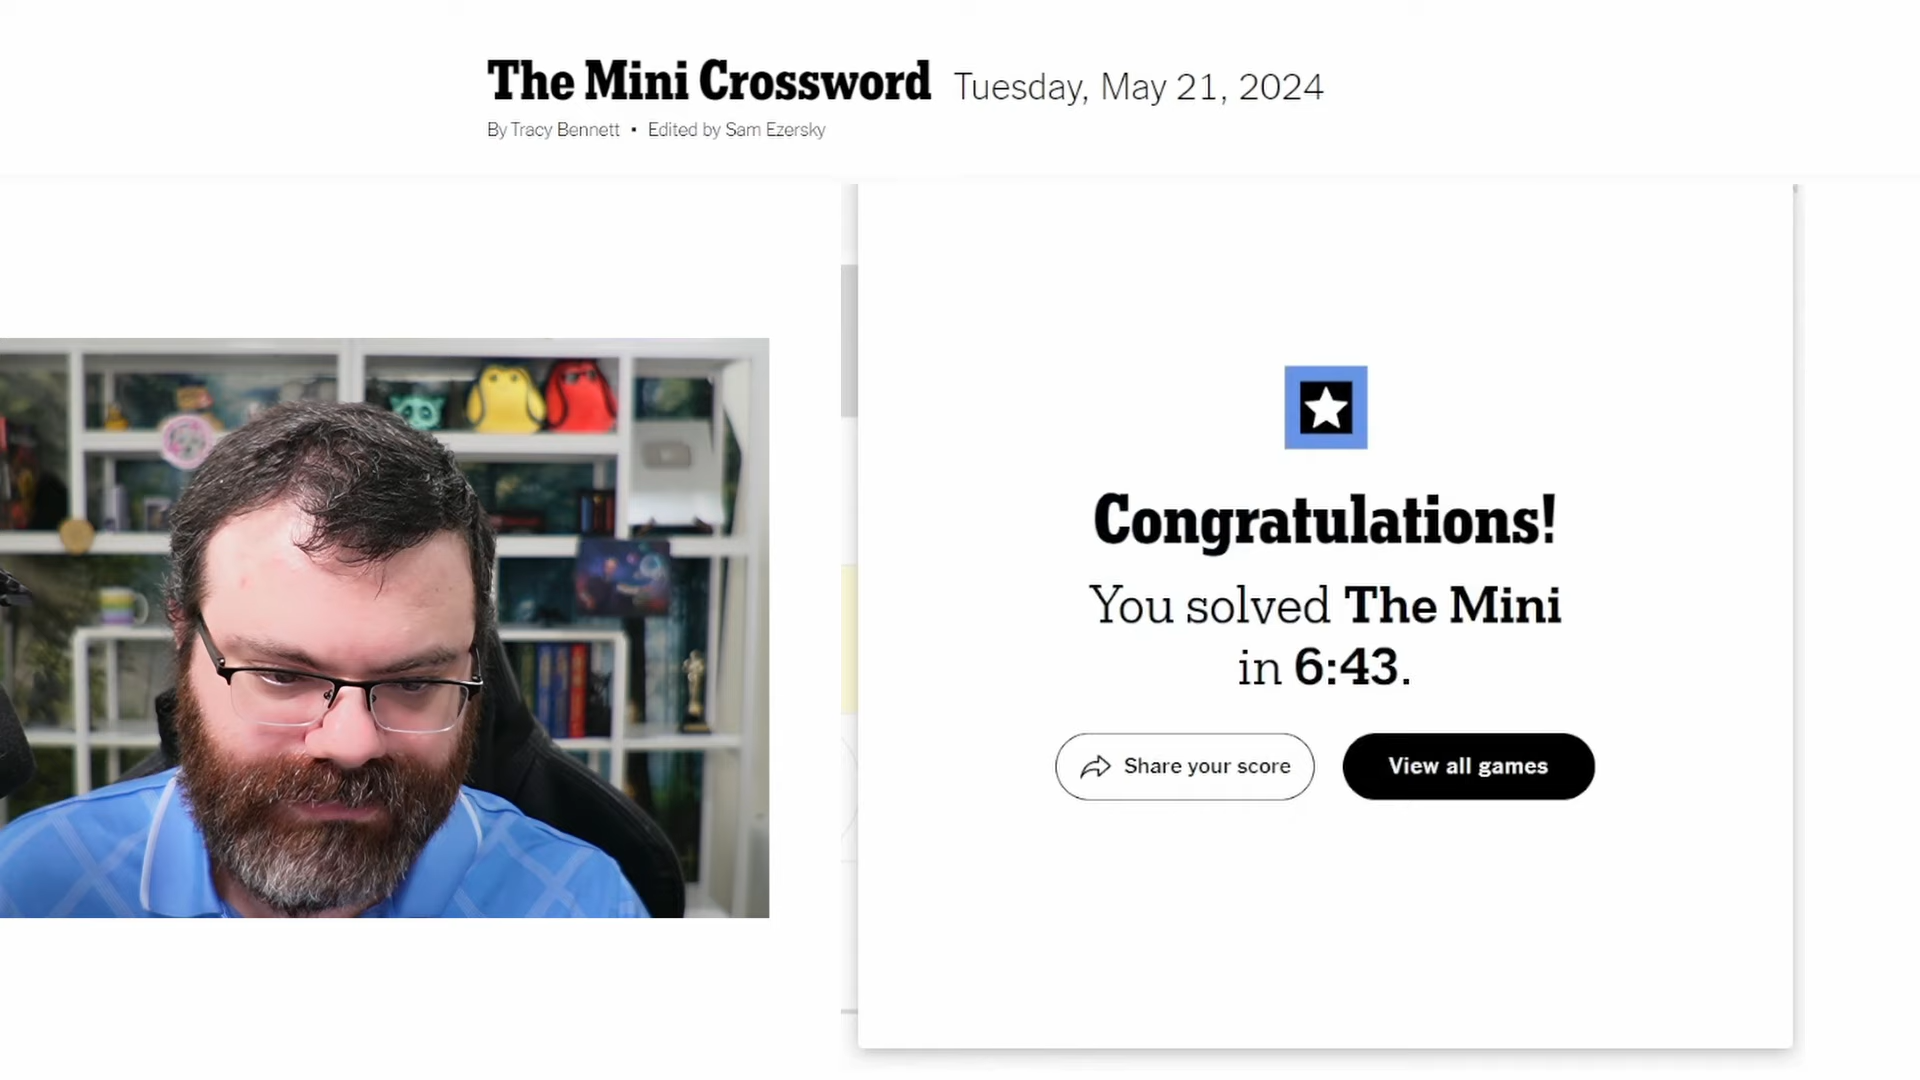 The Mini Crossword Tuesday, May 21, 2024
By Tracy Bennett • Edited by Sam Ezersky
Congratulations!
You solved The Mini
in 6:43.
Share your score
View all games